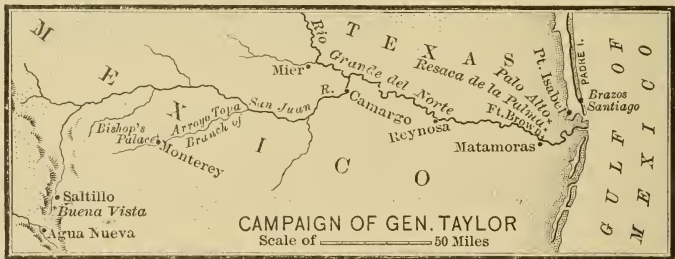 MEXICO
TEXAS
Rio Grande del Norte
Mier
Resaca de la Palma
Palo Alto
Pt. Isabel
PADRE I.
Brazos
Santiago
GULF OF
MEXICO
Bishop's
Palace
Arroyo Topa
Branch of
San Juan
R.
Camargo
Reynosa
Ft. Brown
Matamoras
Monterey
Saltillo
Buena Vista
Agua Nueva
CAMPAIGN OF GEN. TAYLOR
Scale of 50 Miles